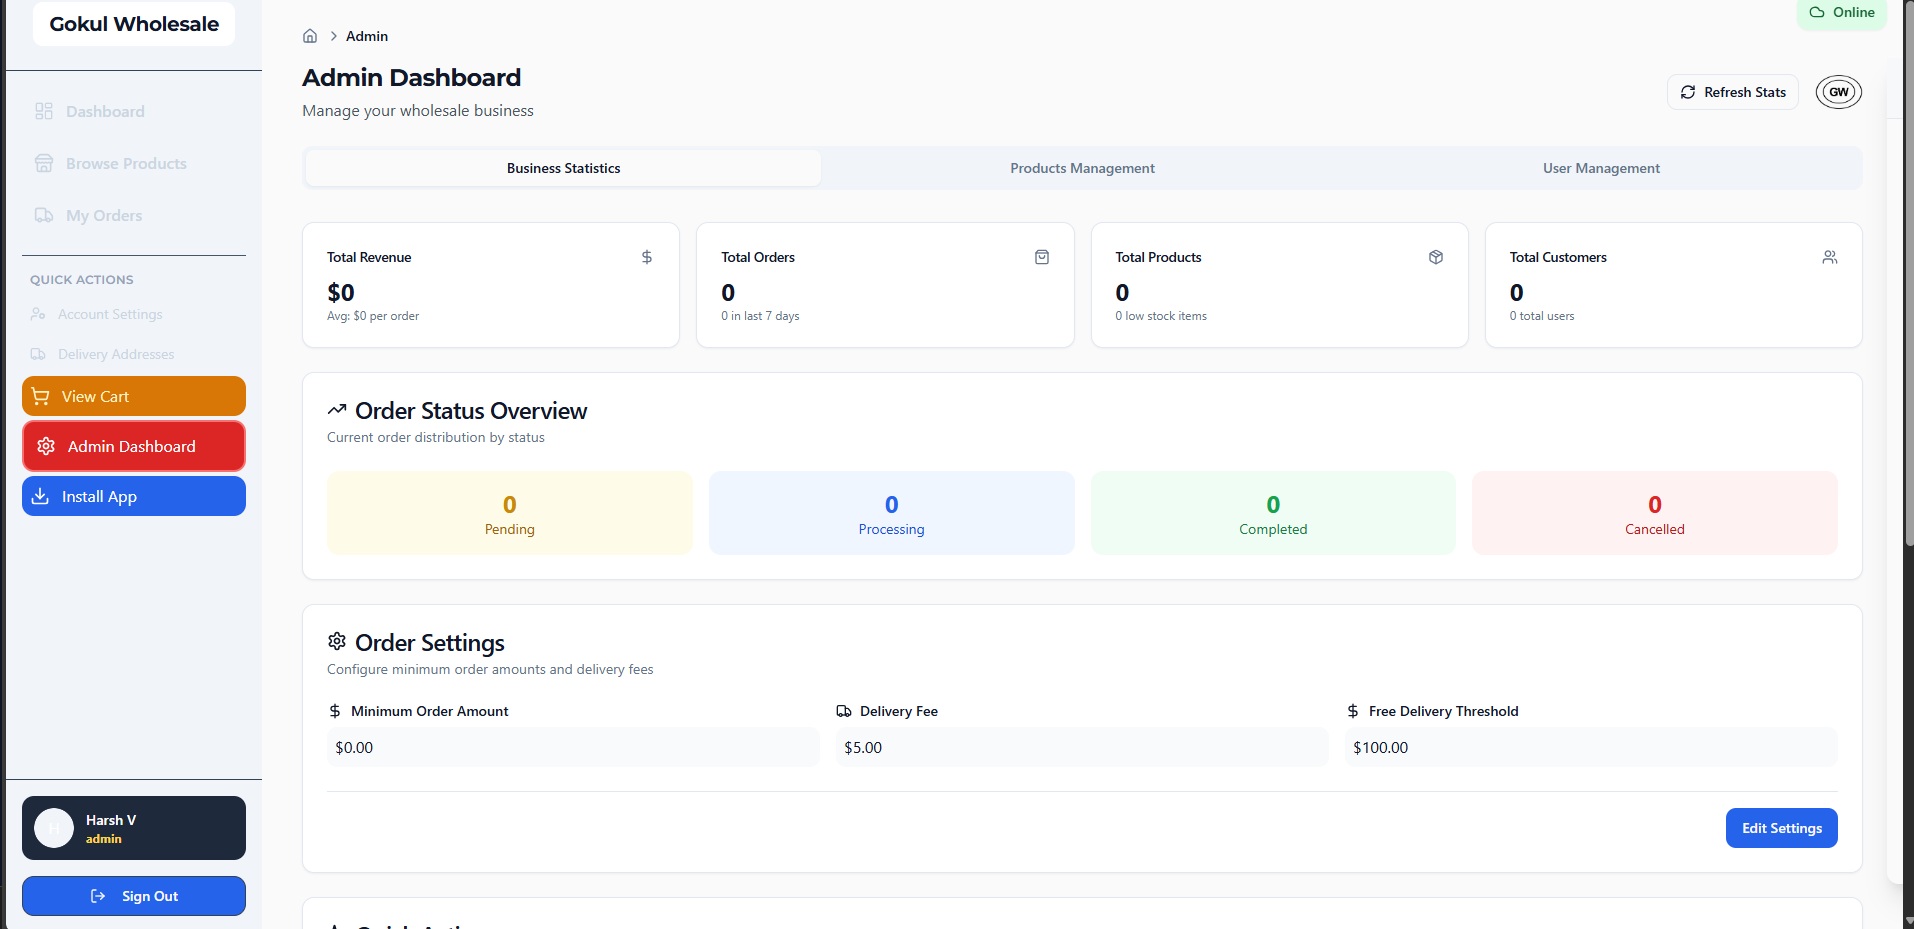 Gokul Wholesale
Dashboard
Browse Products
My Orders
QUICK ACTIONS
Account Settings
Delivery Addresses
View Cart
Admin Dashboard
Install App
H
Harsh V
admin
Sign Out
Online
Admin
Admin Dashboard
Manage your wholesale business
Refresh Stats
GW
Business Statistics
Products Management
User Management
Total Revenue
$0
Avg: $0 per order
Total Orders
0
0 in last 7 days
Total Products
0
0 low stock items
Total Customers
0
0 total users
Order Status Overview
Current order distribution by status
0
Pending
0
Processing
0
Completed
0
Cancelled
Order Settings
Configure minimum order amounts and delivery fees
Minimum Order Amount
$0.00
Delivery Fee
$5.00
Free Delivery Threshold
$100.00
Edit Settings